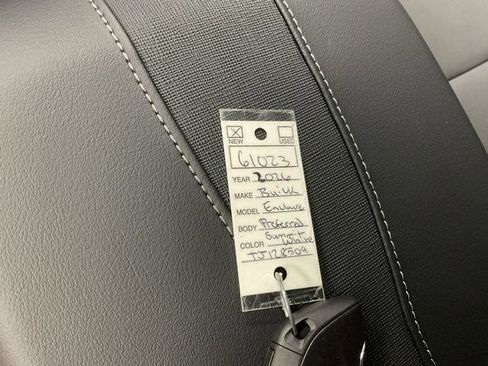 ☒ NEW ☐ USED
61023
YEAR 2026
MAKE Buick
MODEL Enclave
BODY Preferred
COLOR Summit White
TJ128509